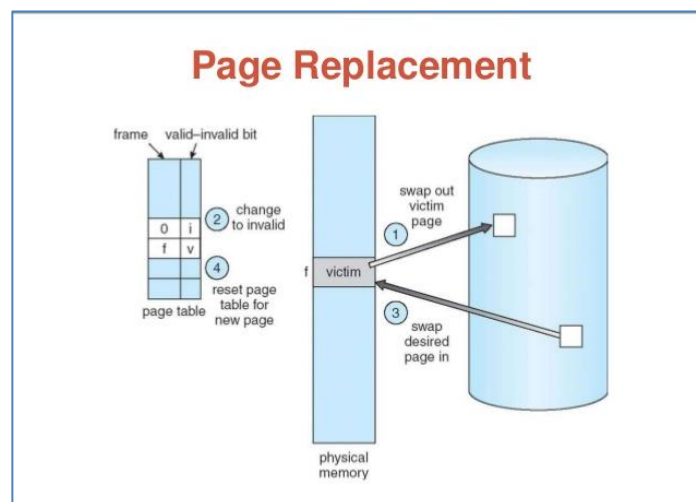 Page Replacement
frame valid–invalid bit
0 i
f v
2 change
to invalid
4
reset page
table for
new page
page table
f victim
physical
memory
swap out
victim
page
1
3
swap
desired
page in